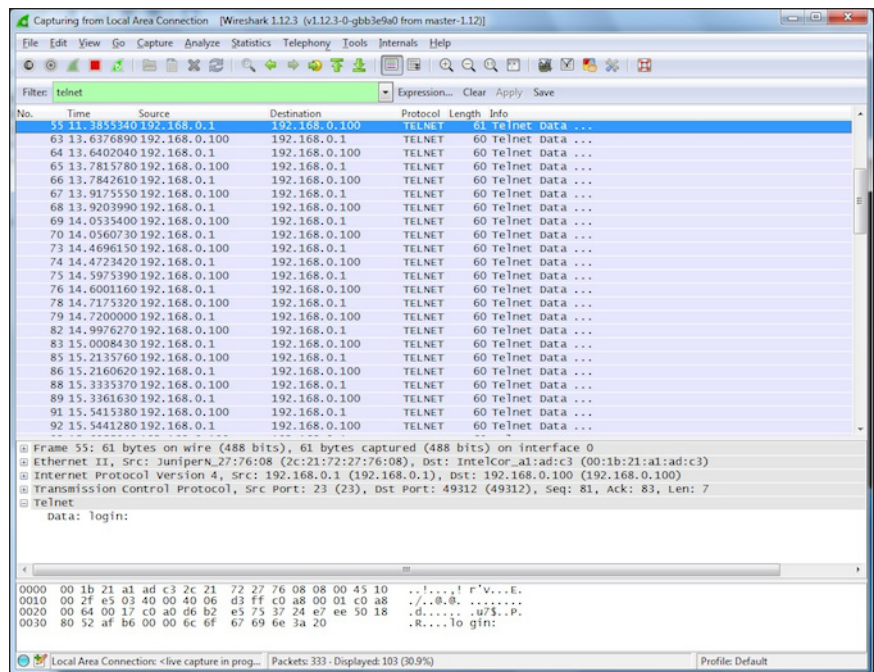 Capturing from Local Area Connection [Wireshark 1.12.3 (v1.12.3-0-gbb3e9a0 from master-1.12)]
File Edit View Go Capture Analyze Statistics Telephony Tools Internals Help
Filter: telnet Expression... Clear Apply Save
No. Time Source Destination Protocol Length Info
55 11.3855340 192.168.0.1 192.168.0.100 TELNET 61 Telnet Data ...
63 13.6376890 192.168.0.100 192.168.0.1 TELNET 60 Telnet Data ...
64 13.6402040 192.168.0.1 192.168.0.100 TELNET 60 Telnet Data ...
65 13.7815780 192.168.0.100 192.168.0.1 TELNET 60 Telnet Data ...
66 13.7842610 192.168.0.1 192.168.0.100 TELNET 60 Telnet Data ...
67 13.9175550 192.168.0.100 192.168.0.1 TELNET 60 Telnet Data ...
68 13.9203990 192.168.0.1 192.168.0.100 TELNET 60 Telnet Data ...
69 14.0535400 192.168.0.100 192.168.0.1 TELNET 60 Telnet Data ...
70 14.0560730 192.168.0.1 192.168.0.100 TELNET 60 Telnet Data ...
73 14.4696150 192.168.0.100 192.168.0.1 TELNET 60 Telnet Data ...
74 14.4723420 192.168.0.1 192.168.0.100 TELNET 60 Telnet Data ...
75 14.5975390 192.168.0.100 192.168.0.1 TELNET 60 Telnet Data ...
76 14.6001160 192.168.0.1 192.168.0.100 TELNET 60 Telnet Data ...
78 14.7175320 192.168.0.100 192.168.0.1 TELNET 60 Telnet Data ...
79 14.7200000 192.168.0.1 192.168.0.100 TELNET 60 Telnet Data ...
82 14.9976270 192.168.0.100 192.168.0.1 TELNET 60 Telnet Data ...
83 15.0008430 192.168.0.1 192.168.0.100 TELNET 60 Telnet Data ...
85 15.2135760 192.168.0.100 192.168.0.1 TELNET 60 Telnet Data ...
86 15.2160620 192.168.0.1 192.168.0.100 TELNET 60 Telnet Data ...
88 15.3335370 192.168.0.100 192.168.0.1 TELNET 60 Telnet Data ...
89 15.3361630 192.168.0.1 192.168.0.100 TELNET 60 Telnet Data ...
91 15.5415380 192.168.0.100 192.168.0.1 TELNET 60 Telnet Data ...
92 15.5441280 192.168.0.1 192.168.0.100 TELNET 60 Telnet Data ...
Frame 55: 61 bytes on wire (488 bits), 61 bytes captured (488 bits) on interface 0
Ethernet II, Src: JuniperN_27:76:08 (2c:21:72:27:76:08), Dst: IntelCor_a1:ad:c3 (00:1b:21:a1:ad:c3)
Internet Protocol Version 4, Src: 192.168.0.1 (192.168.0.1), Dst: 192.168.0.100 (192.168.0.100)
Transmission Control Protocol, Src Port: 23 (23), Dst Port: 49312 (49312), Seq: 81, Ack: 83, Len: 7
Telnet
Data: login:
0000 00 1b 21 a1 ad c3 2c 21 72 27 76 08 08 00 45 10 ..!...,! r'v...E.
0010 00 2f e5 03 40 00 40 06 d3 ff c0 a8 00 01 c0 a8 ./..@.@. ........
0020 00 64 00 17 c0 a0 d6 b2 e5 75 37 24 e7 ee 50 18 .d...... .u7$..P.
0030 80 52 af b6 00 00 6c 6f 67 69 6e 3a 20 .R....lo gin:
Local Area Connection: <live capture in prog... Packets: 333 - Displayed: 103 (30.9%) Profile: Default